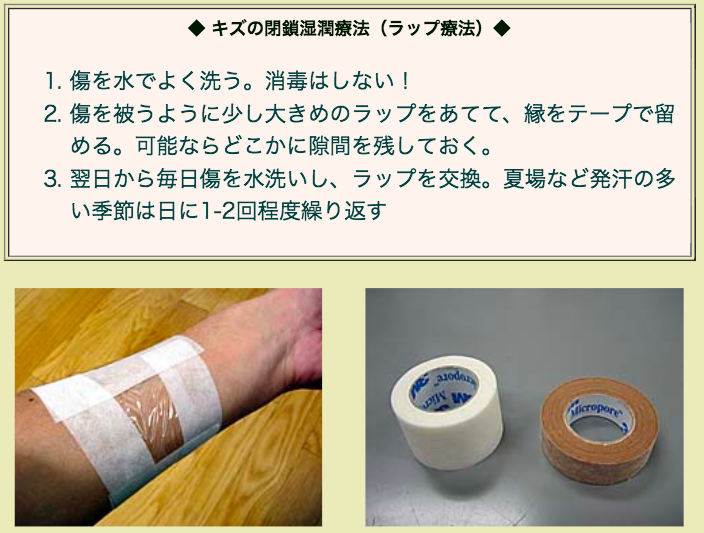 ◆ キズの閉鎖湿潤療法（ラップ療法）◆
1. 傷を水でよく洗う。消毒はしない！
2. 傷を被うように少し大きめのラップをあてて、縁をテープで留
める。可能ならどこかに隙間を残しておく。
3. 翌日から毎日傷を水洗いし、ラップを交換。夏場など発汗の多
い季節は日に1-2回程度繰り返す
Micropore
3M
Micropore™